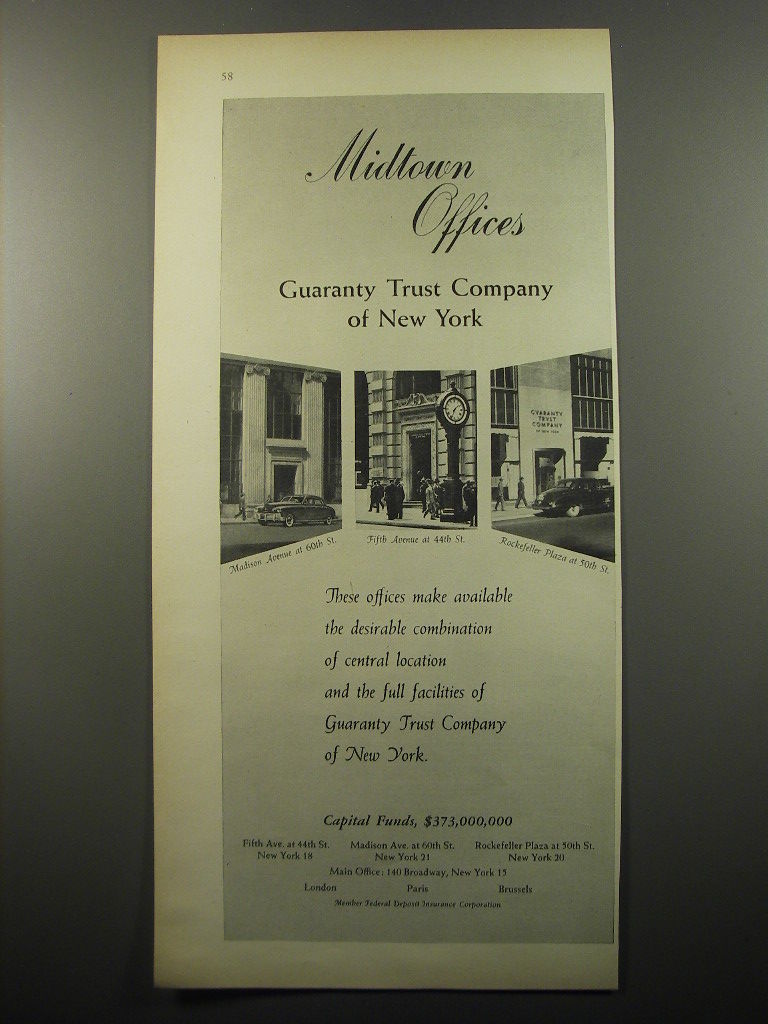 58
Midtown
Offices
Guaranty Trust Company
of New York
GUARANTY
TRUST
COMPANY
OF NEW YORK
Madison Avenue at 60th St.
Fifth Avenue at 44th St.
Rockefeller Plaza at 50th St.
These offices make available
the desirable combination
of central location
and the full facilities of
Guaranty Trust Company
of New York.
Capital Funds, $373,000,000
Fifth Ave. at 44th St. Madison Ave. at 60th St. Rockefeller Plaza at 50th St.
New York 18 New York 21 New York 20
Main Office: 140 Broadway, New York 15
London Paris Brussels
Member Federal Deposit Insurance Corporation